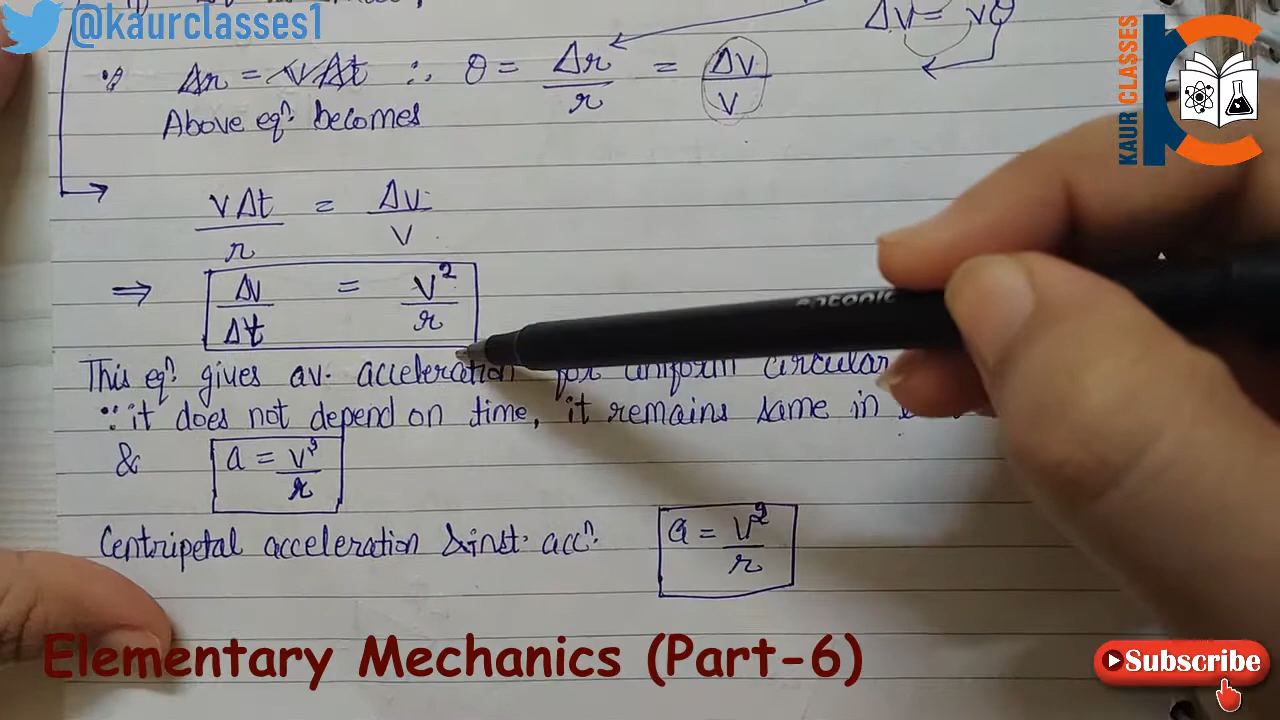 @kaurclasses1
Δv = vθ
∵ Δr = vΔt ∴ θ = Δr/r = Δv/v
Above eqⁿ. becomes
vΔt/r = Δv/v
⇒ Δv/Δt = v²/r
This eqⁿ. gives av. acceleration for uniform circular
∵ it does not depend on time, it remains same in
& a = v²/r
Centripetal acceleration & inst. accⁿ. a = v²/r
KAUR CLASSES
Elementary Mechanics (Part-6)
Subscribe